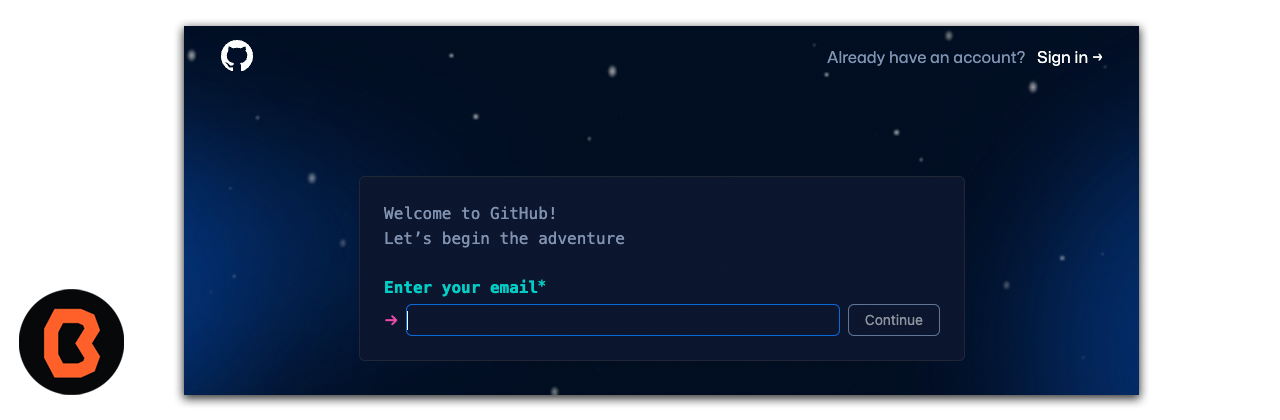 Already have an account? Sign in →
Welcome to GitHub!
Let’s begin the adventure
Enter your email*
→ Continue